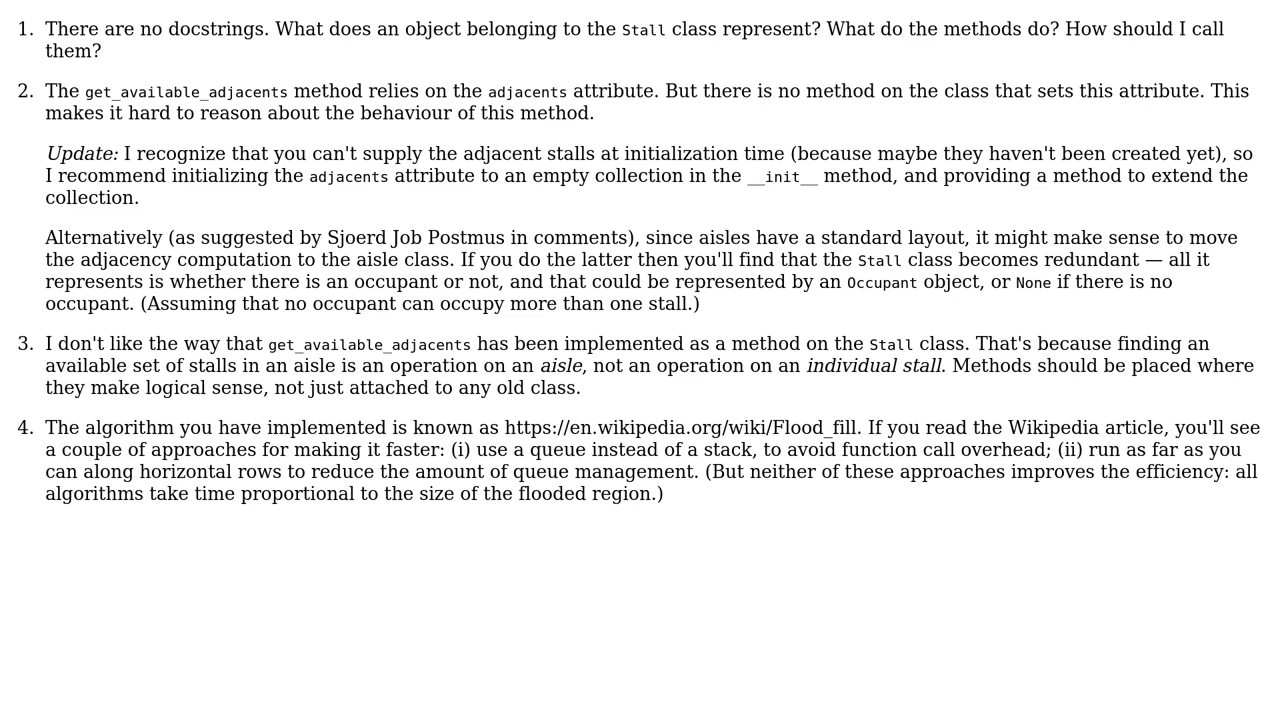 1. There are no docstrings. What does an object belonging to the Stall class represent? What do the methods do? How should I call
them?
2. The get_available_adjacents method relies on the adjacents attribute. But there is no method on the class that sets this attribute. This
makes it hard to reason about the behaviour of this method.
Update: I recognize that you can't supply the adjacent stalls at initialization time (because maybe they haven't been created yet), so
I recommend initializing the adjacents attribute to an empty collection in the __init__ method, and providing a method to extend the
collection.
Alternatively (as suggested by Sjoerd Job Postmus in comments), since aisles have a standard layout, it might make sense to move
the adjacency computation to the aisle class. If you do the latter then you'll find that the Stall class becomes redundant — all it
represents is whether there is an occupant or not, and that could be represented by an Occupant object, or None if there is no
occupant. (Assuming that no occupant can occupy more than one stall.)
3. I don't like the way that get_available_adjacents has been implemented as a method on the Stall class. That's because finding an
available set of stalls in an aisle is an operation on an aisle, not an operation on an individual stall. Methods should be placed where
they make logical sense, not just attached to any old class.
4. The algorithm you have implemented is known as https://en.wikipedia.org/wiki/Flood_fill. If you read the Wikipedia article, you'll see
a couple of approaches for making it faster: (i) use a queue instead of a stack, to avoid function call overhead; (ii) run as far as you
can along horizontal rows to reduce the amount of queue management. (But neither of these approaches improves the efficiency: all
algorithms take time proportional to the size of the flooded region.)